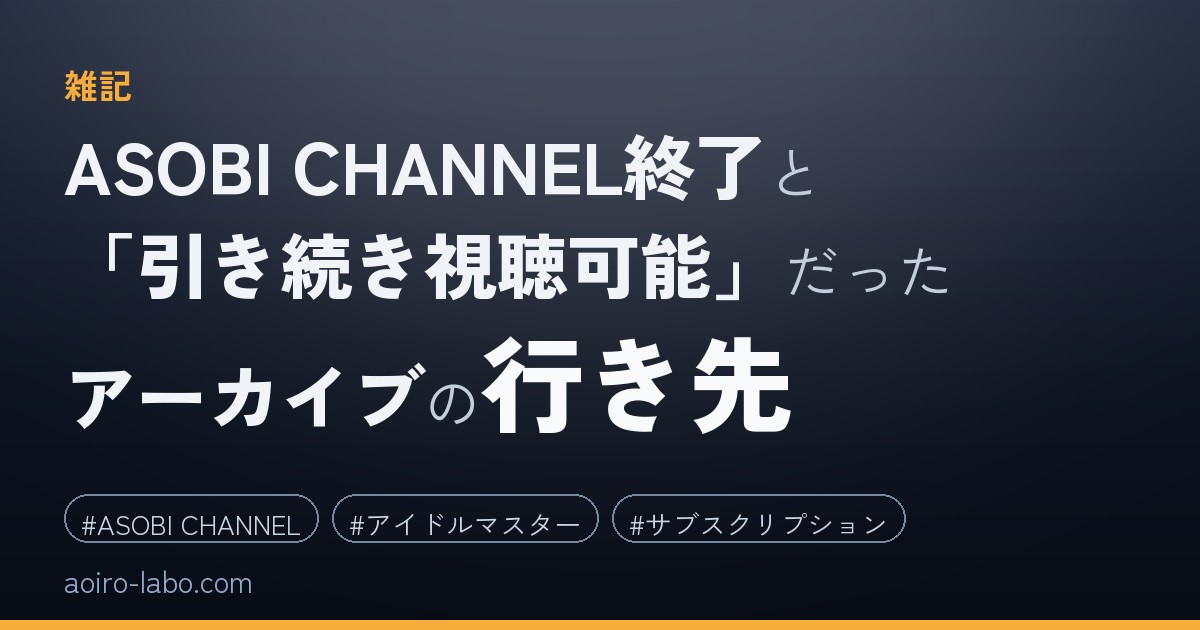 雑記
ASOBI CHANNEL終了と
「引き続き視聴可能」だった
アーカイブの行き先
#ASOBI CHANNEL #アイドルマスター #サブスクリプション
aoiro-labo.com